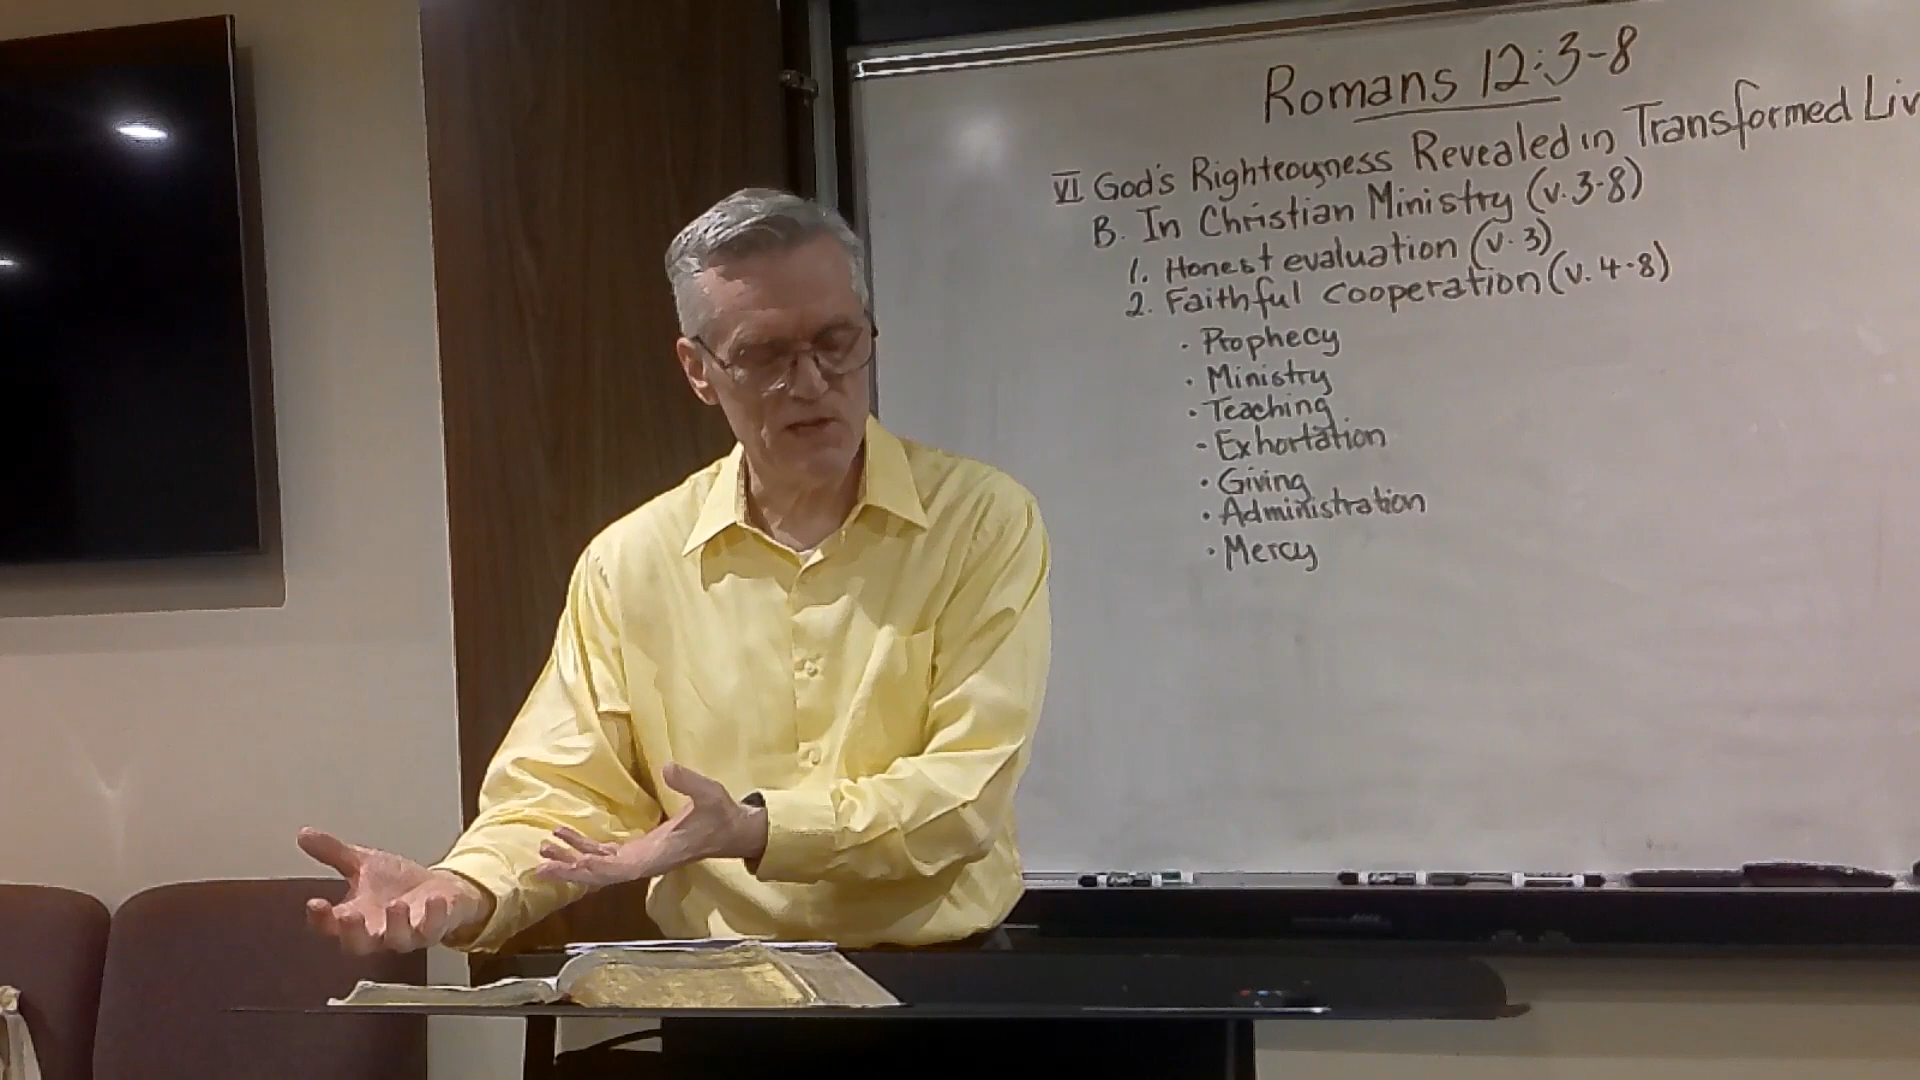 Romans 12:3-8
VI God's Righteousness Revealed in Transformed Liv
B. In Christian Ministry (v. 3-8)
1. Honest evaluation (v. 3)
2. Faithful cooperation (v. 4-8)
• Prophecy
• Ministry
• Teaching
- Exhortation
• Giving
• Administration
• Mercy